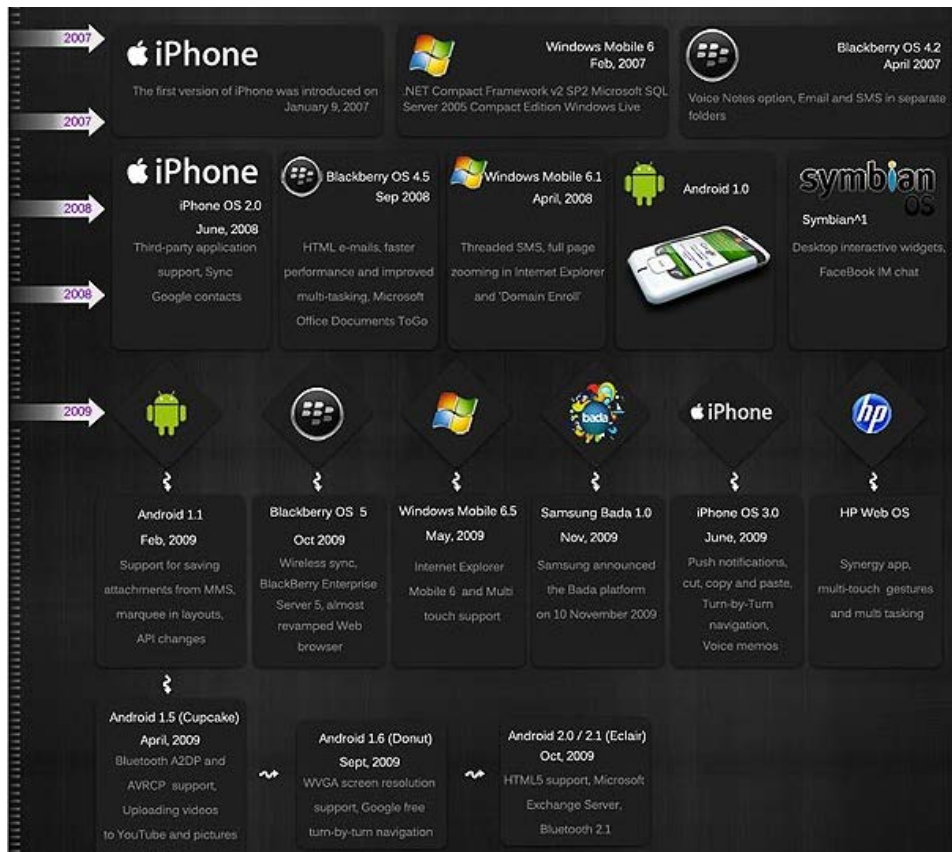 2007
iPhone
The first version of iPhone was introduced on
January 9, 2007
Windows Mobile 6
Feb, 2007
.NET Compact Framework v2 SP2 Microsoft SQL
Server 2005 Compact Edition Windows Live
Blackberry OS 4.2
April 2007
Voice Notes option, Email and SMS in separate
folders
2007
2008
iPhone
iPhone OS 2.0
June, 2008
Third-party application
support, Sync
Google contacts
Blackberry OS 4.5
Sep 2008
HTML e-mails, faster
performance and improved
multi-tasking, Microsoft
Office Documents ToGo
Windows Mobile 6.1
April, 2008
Threaded SMS, full page
zooming in Internet Explorer
and 'Domain Enroll'
Android 1.0
symbian
OS
Symbian^1
Desktop interactive widgets,
FaceBook IM chat
2008
2009
bada
iPhone
hp
Android 1.1
Feb, 2009
Support for saving
attachments from MMS,
marquee in layouts,
API changes
Blackberry OS 5
Oct 2009
Wireless sync,
BlackBerry Enterprise
Server 5, almost
revamped Web
browser
Windows Mobile 6.5
May, 2009
Internet Explorer
Mobile 6 and Multi
touch support
Samsung Bada 1.0
Nov, 2009
Samsung announced
the Bada platform
on 10 November 2009
iPhone OS 3.0
June, 2009
Push notifications,
cut, copy and paste,
Turn-by-Turn
navigation,
Voice memos
HP Web OS
Synergy app,
multi-touch gestures
and multi tasking
Android 1.5 (Cupcake)
April, 2009
Bluetooth A2DP and
AVRCP support,
Uploading videos
to YouTube and pictures
Android 1.6 (Donut)
Sept, 2009
WVGA screen resolution
support, Google free
turn-by-turn navigation
Android 2.0 / 2.1 (Eclair)
Oct, 2009
HTML5 support, Microsoft
Exchange Server,
Bluetooth 2.1